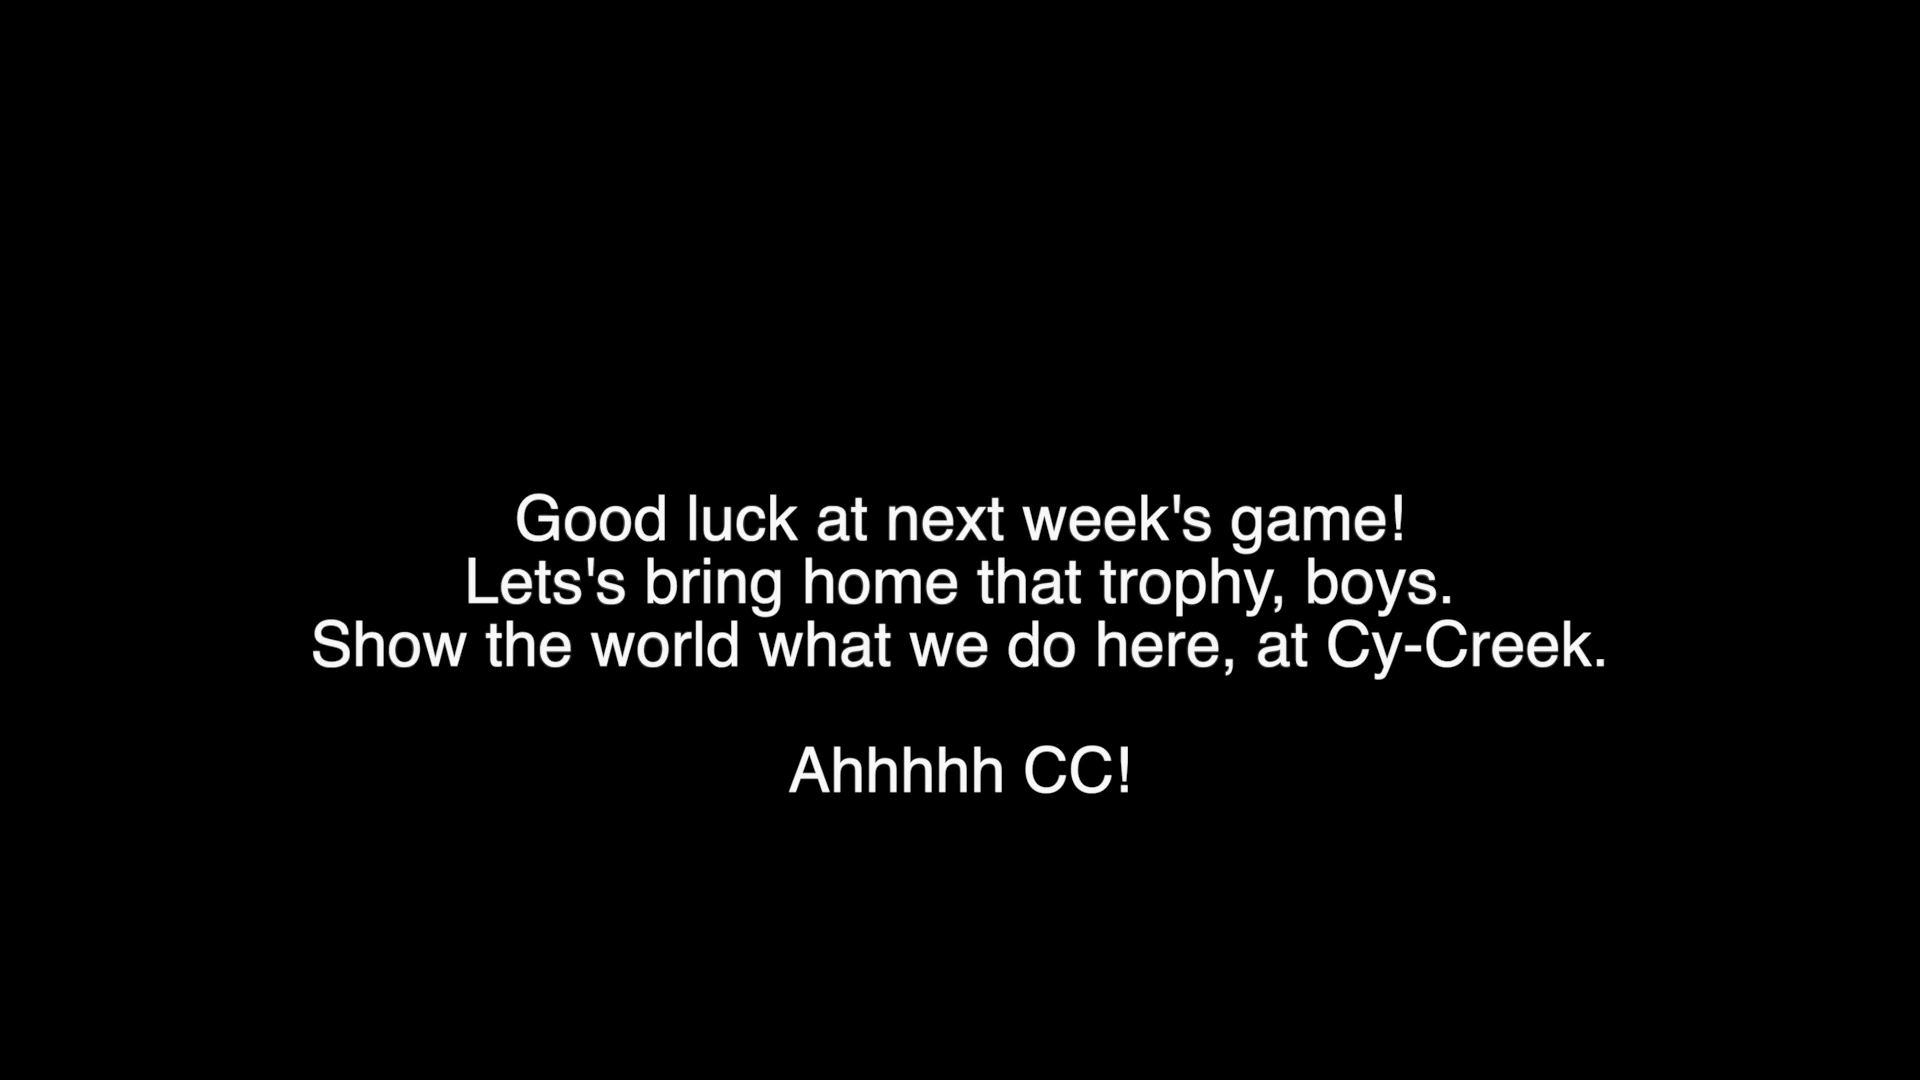 Good luck at next week's game!
Lets's bring home that trophy, boys.
Show the world what we do here, at Cy-Creek.
Ahhhhh CC!